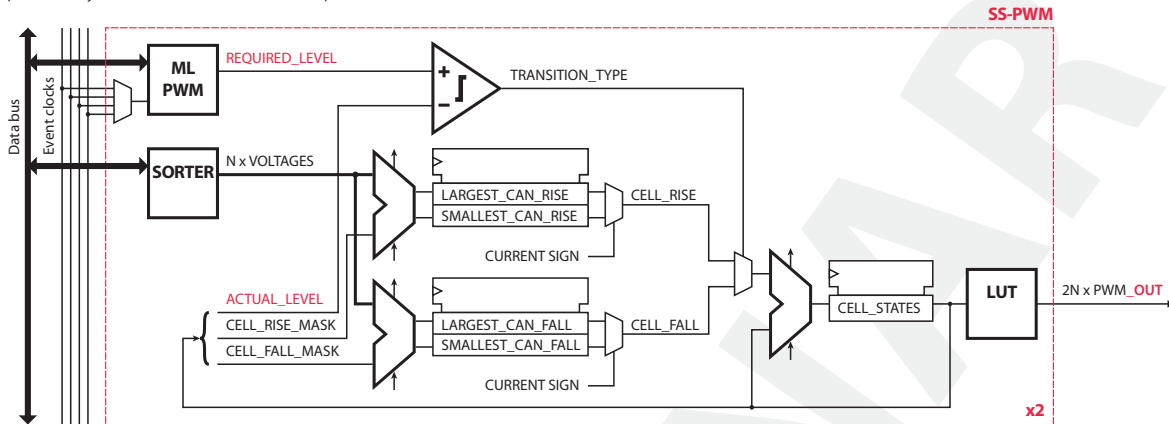 SS-PWM
Data bus
Event clocks
ML
PWM
REQUIRED_LEVEL
TRANSITION_TYPE
+
−
SORTER
N x VOLTAGES
LARGEST_CAN_RISE
SMALLEST_CAN_RISE
CELL_RISE
CURRENT SIGN
ACTUAL_LEVEL
CELL_RISE_MASK
CELL_FALL_MASK
LARGEST_CAN_FALL
SMALLEST_CAN_FALL
CELL_FALL
CURRENT SIGN
CELL_STATES
LUT
2N x PWM_OUT
x2